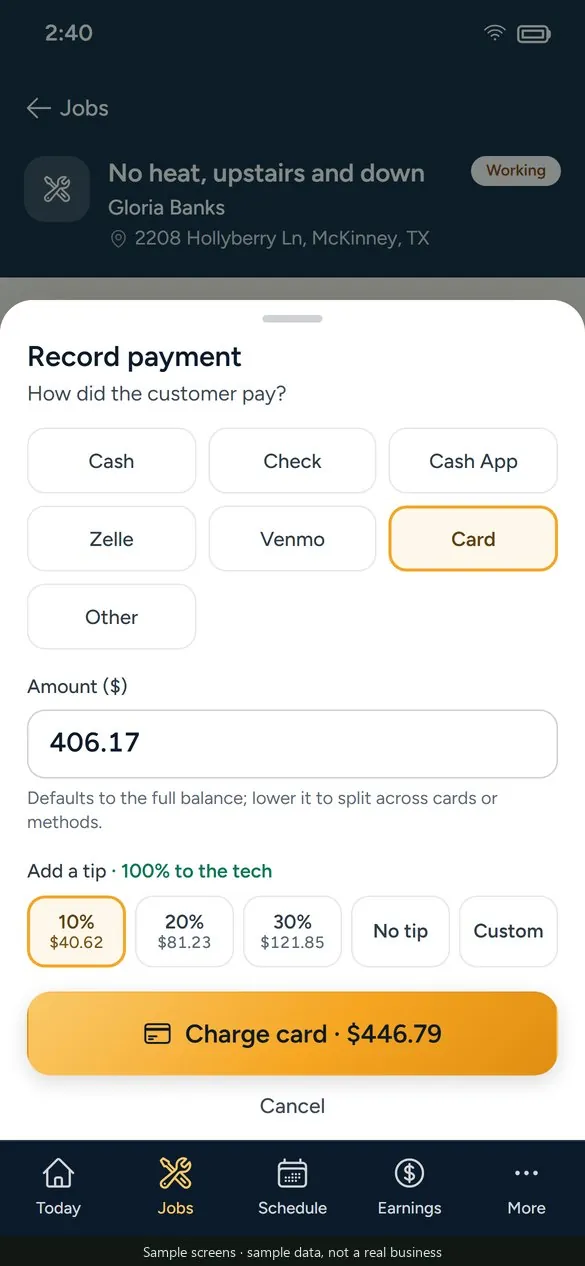 2:40
Jobs
No heat, upstairs and down
Working
Gloria Banks
2208 Hollyberry Ln, McKinney, TX
Record payment
How did the customer pay?
Cash
Check
Cash App
Zelle
Venmo
Card
Other
Amount ($)
406.17
Defaults to the full balance; lower it to split across cards or
methods.
Add a tip · 100% to the tech
10%
$40.62
20%
$81.23
30%
$121.85
No tip
Custom
Charge card · $446.79
Cancel
Today
Jobs
Schedule
Earnings
More
Sample screens · sample data, not a real business